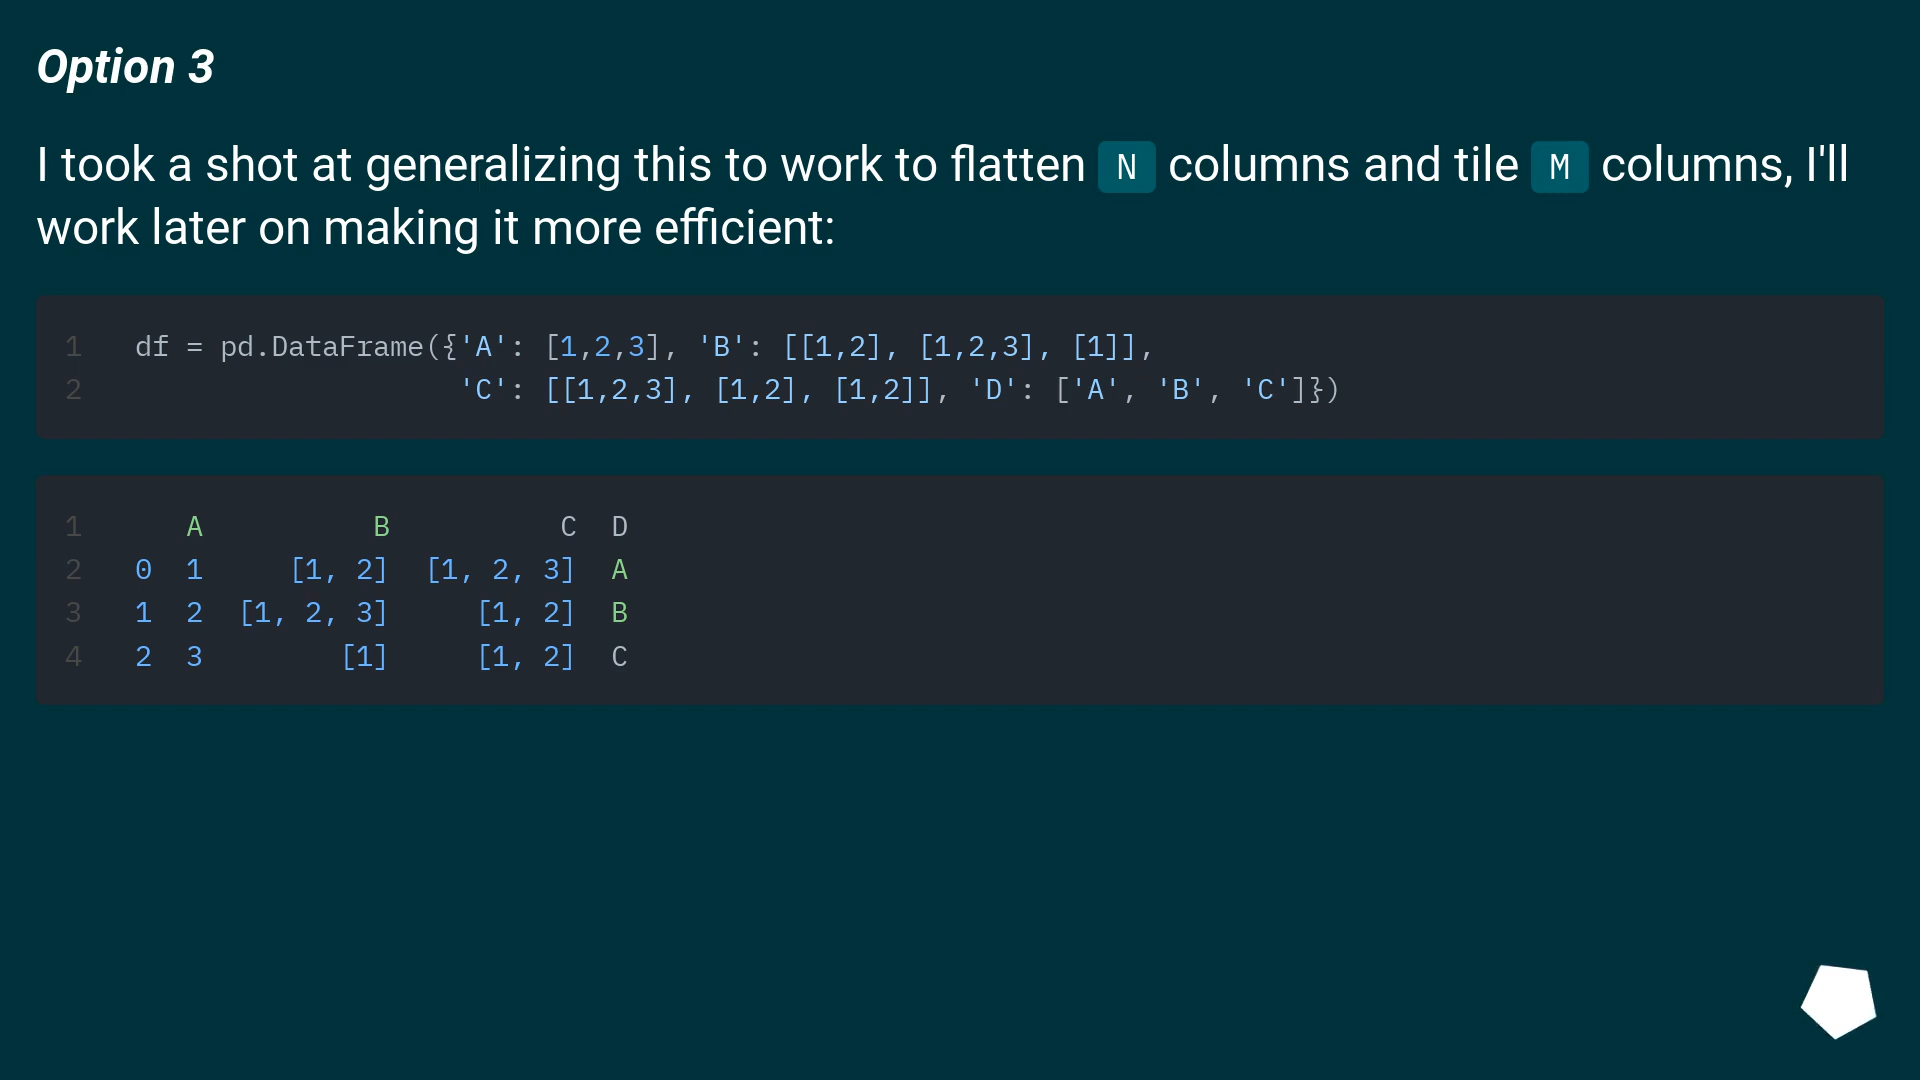 Option 3
I took a shot at generalizing this to work to flatten N columns and tile M columns, I'll
work later on making it more efficient:
1 df = pd.DataFrame({'A': [1,2,3], 'B': [[1,2], [1,2,3], [1]],
2 'C': [[1,2,3], [1,2], [1,2]], 'D': ['A', 'B', 'C']})
1 A B C D
2 0 1 [1, 2] [1, 2, 3] A
3 1 2 [1, 2, 3] [1, 2] B
4 2 3 [1] [1, 2] C